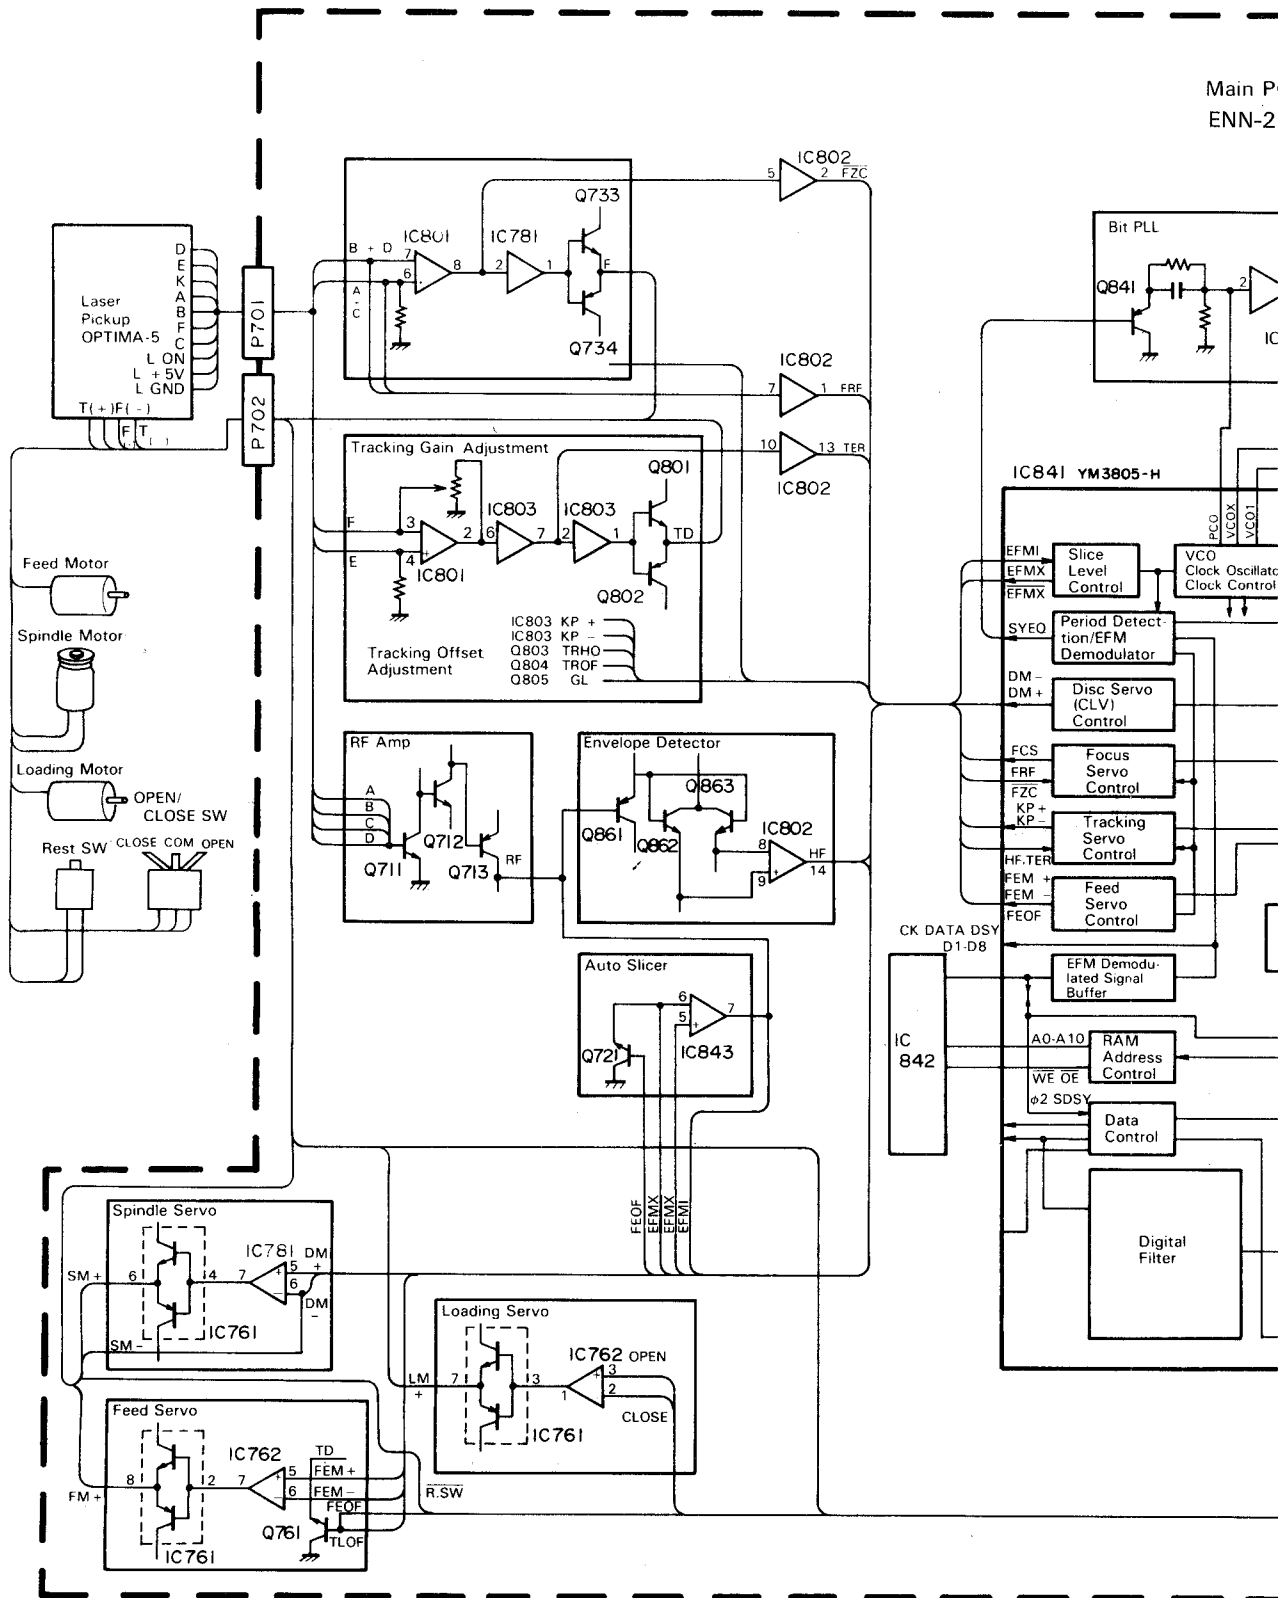 Main P
ENN-2
IC802
5
2
FZC
Q733
B + D
IC801
IC781
7
6
8
2
1
F
A
-
C
Q734
Laser
Pickup
OPTIMA-5
D
E
K
A
B
F
C
L ON
L +5V
L GND
T(+)F(-)
F
T
P701
P702
IC802
7
1
FRF
10
13
TER
IC802
Bit PLL
Q841
2
IC
Tracking Gain Adjustment
Q801
IC803
IC803
F
3
E
4
2
6
7
2
1
TD
IC801
Q802
IC803 KP +
IC803 KP -
Q803 TRHO
Q804 TROF
Q805 GL
Tracking Offset
Adjustment
Feed Motor
Spindle Motor
Loading Motor
OPEN/
CLOSE SW
Rest SW
CLOSE COM OPEN
RF Amp
A
B
C
D
Q712
Q711
Q713
RF
Envelope Detector
Q863
Q861
Q862
IC802
8
9
HF
14
Auto Slicer
6
5
7
Q721
IC843
FEOF
EFMX
EFMX
EFMI
IC841 YM3805-H
PCO
VCOX
VCO1
EFMI
EFMX
EFMX
Slice
Level
Control
VCO
Clock Oscillato
Clock Control
SYEQ
Period Detect-
tion/EFM
Demodulator
DM -
DM +
Disc Servo
(CLV)
Control
FCS
FRF
FZC
Focus
Servo
Control
KP +
KP -
HF.TER
Tracking
Servo
Control
FEM +
FEM -
FEOF
Feed
Servo
Control
CK DATA DSY
D1-D8
EFM Demodu-
lated Signal
Buffer
IC
842
A0-A10
WE OE
RAM
Address
Control
φ2 SDSY
Data
Control
Digital
Filter
Spindle Servo
IC781
DM
+
SM +
6
4
7
5
6
DM
-
IC761
SM -
Loading Servo
IC762 OPEN
LM
+
7
3
1
3
2
CLOSE
IC761
Feed Servo
IC762
TD
FEM +
FEM -
FEOF
TLOF
8
2
7
5
6
FM +
Q761
IC761
R.SW